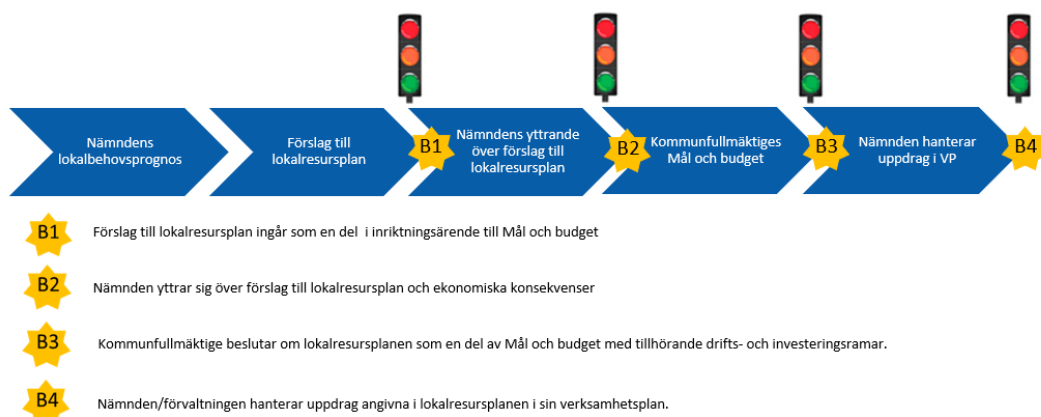 Nämndens
lokalbehovsprognos
Förslag till
lokalresursplan
B1
Nämndens yttrande
över förslag till
lokalresursplan
B2
Kommunfullmäktiges
Mål och budget
B3
Nämnden hanterar
uppdrag i VP
B4
B1 Förslag till lokalresursplan ingår som en del i inriktningsärende till Mål och budget
B2 Nämnden yttrar sig över förslag till lokalresursplan och ekonomiska konsekvenser
B3 Kommunfullmäktige beslutar om lokalresursplanen som en del av Mål och budget med tillhörande drifts- och investeringsramar.
B4 Nämnden/förvaltningen hanterar uppdrag angivna i lokalresursplanen i sin verksamhetsplan.